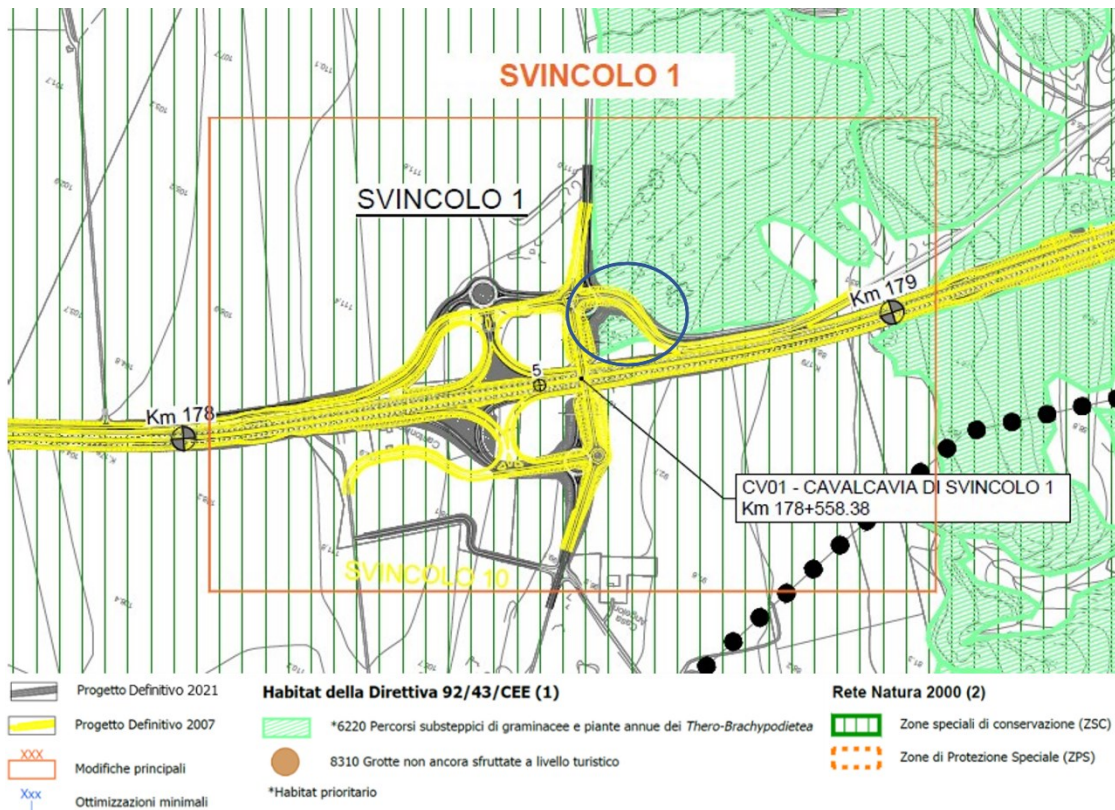 SVINCOLO 1
SVINCOLO 1
Km 179
5
Km 178
CV01 - CAVALCAVIA DI SVINCOLO 1
Km 178+558.38
SVINCOLO 10
Progetto Definitivo 2021
Progetto Definitivo 2007
XXX
Modifiche principali
Xxx
Ottimizzazioni minimali
Habitat della Direttiva 92/43/CEE (1)
*6220 Percorsi substeppici di graminacee e piante annue dei Thero-Brachypodietea
8310 Grotte non ancora sfruttate a livello turistico
*Habitat prioritario
Rete Natura 2000 (2)
Zone speciali di conservazione (ZSC)
Zone di Protezione Speciale (ZPS)